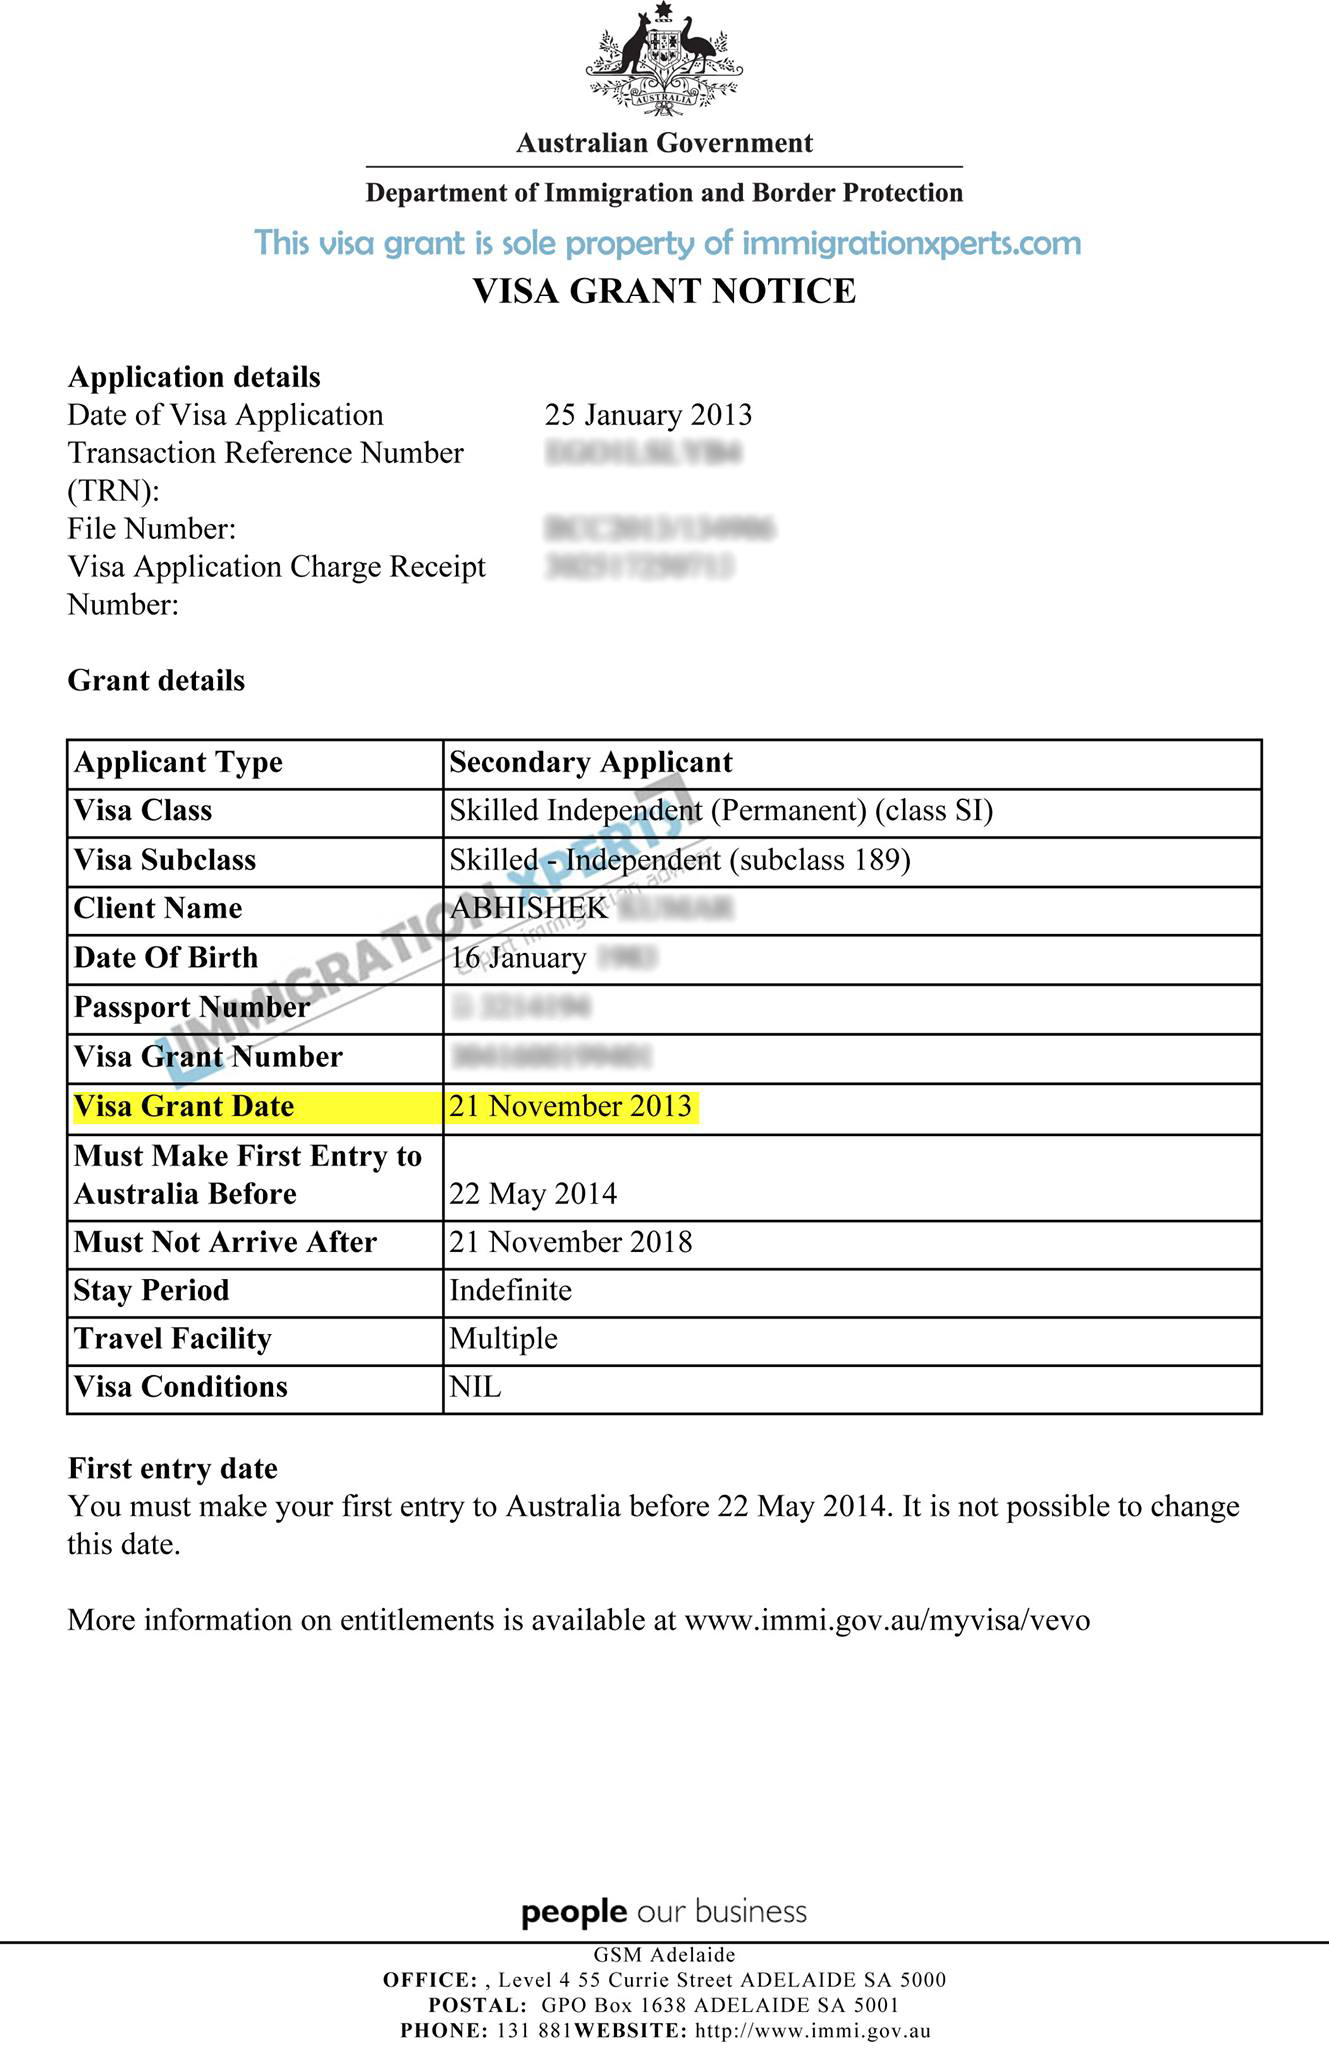 AUSTRALIA
Australian Government
Department of Immigration and Border Protection
This visa grant is sole property of immigrationxperts.com
VISA GRANT NOTICE
Application details
Date of Visa Application 25 January 2013
Transaction Reference Number
(TRN):
File Number:
Visa Application Charge Receipt
Number:
Grant details
Applicant Type Secondary Applicant
Visa Class Skilled Independent (Permanent) (class SI)
Visa Subclass Skilled - Independent (subclass 189)
Client Name ABHISHEK
Date Of Birth 16 January
Passport Number
Visa Grant Number
Visa Grant Date 21 November 2013
Must Make First Entry to
Australia Before 22 May 2014
Must Not Arrive After 21 November 2018
Stay Period Indefinite
Travel Facility Multiple
Visa Conditions NIL
IMMIGRATION XPERTS
Expert immigration adviser
First entry date
You must make your first entry to Australia before 22 May 2014. It is not possible to change
this date.
More information on entitlements is available at www.immi.gov.au/myvisa/vevo
people our business
GSM Adelaide
OFFICE: , Level 4 55 Currie Street ADELAIDE SA 5000
POSTAL: GPO Box 1638 ADELAIDE SA 5001
PHONE: 131 881WEBSITE: http://www.immi.gov.au